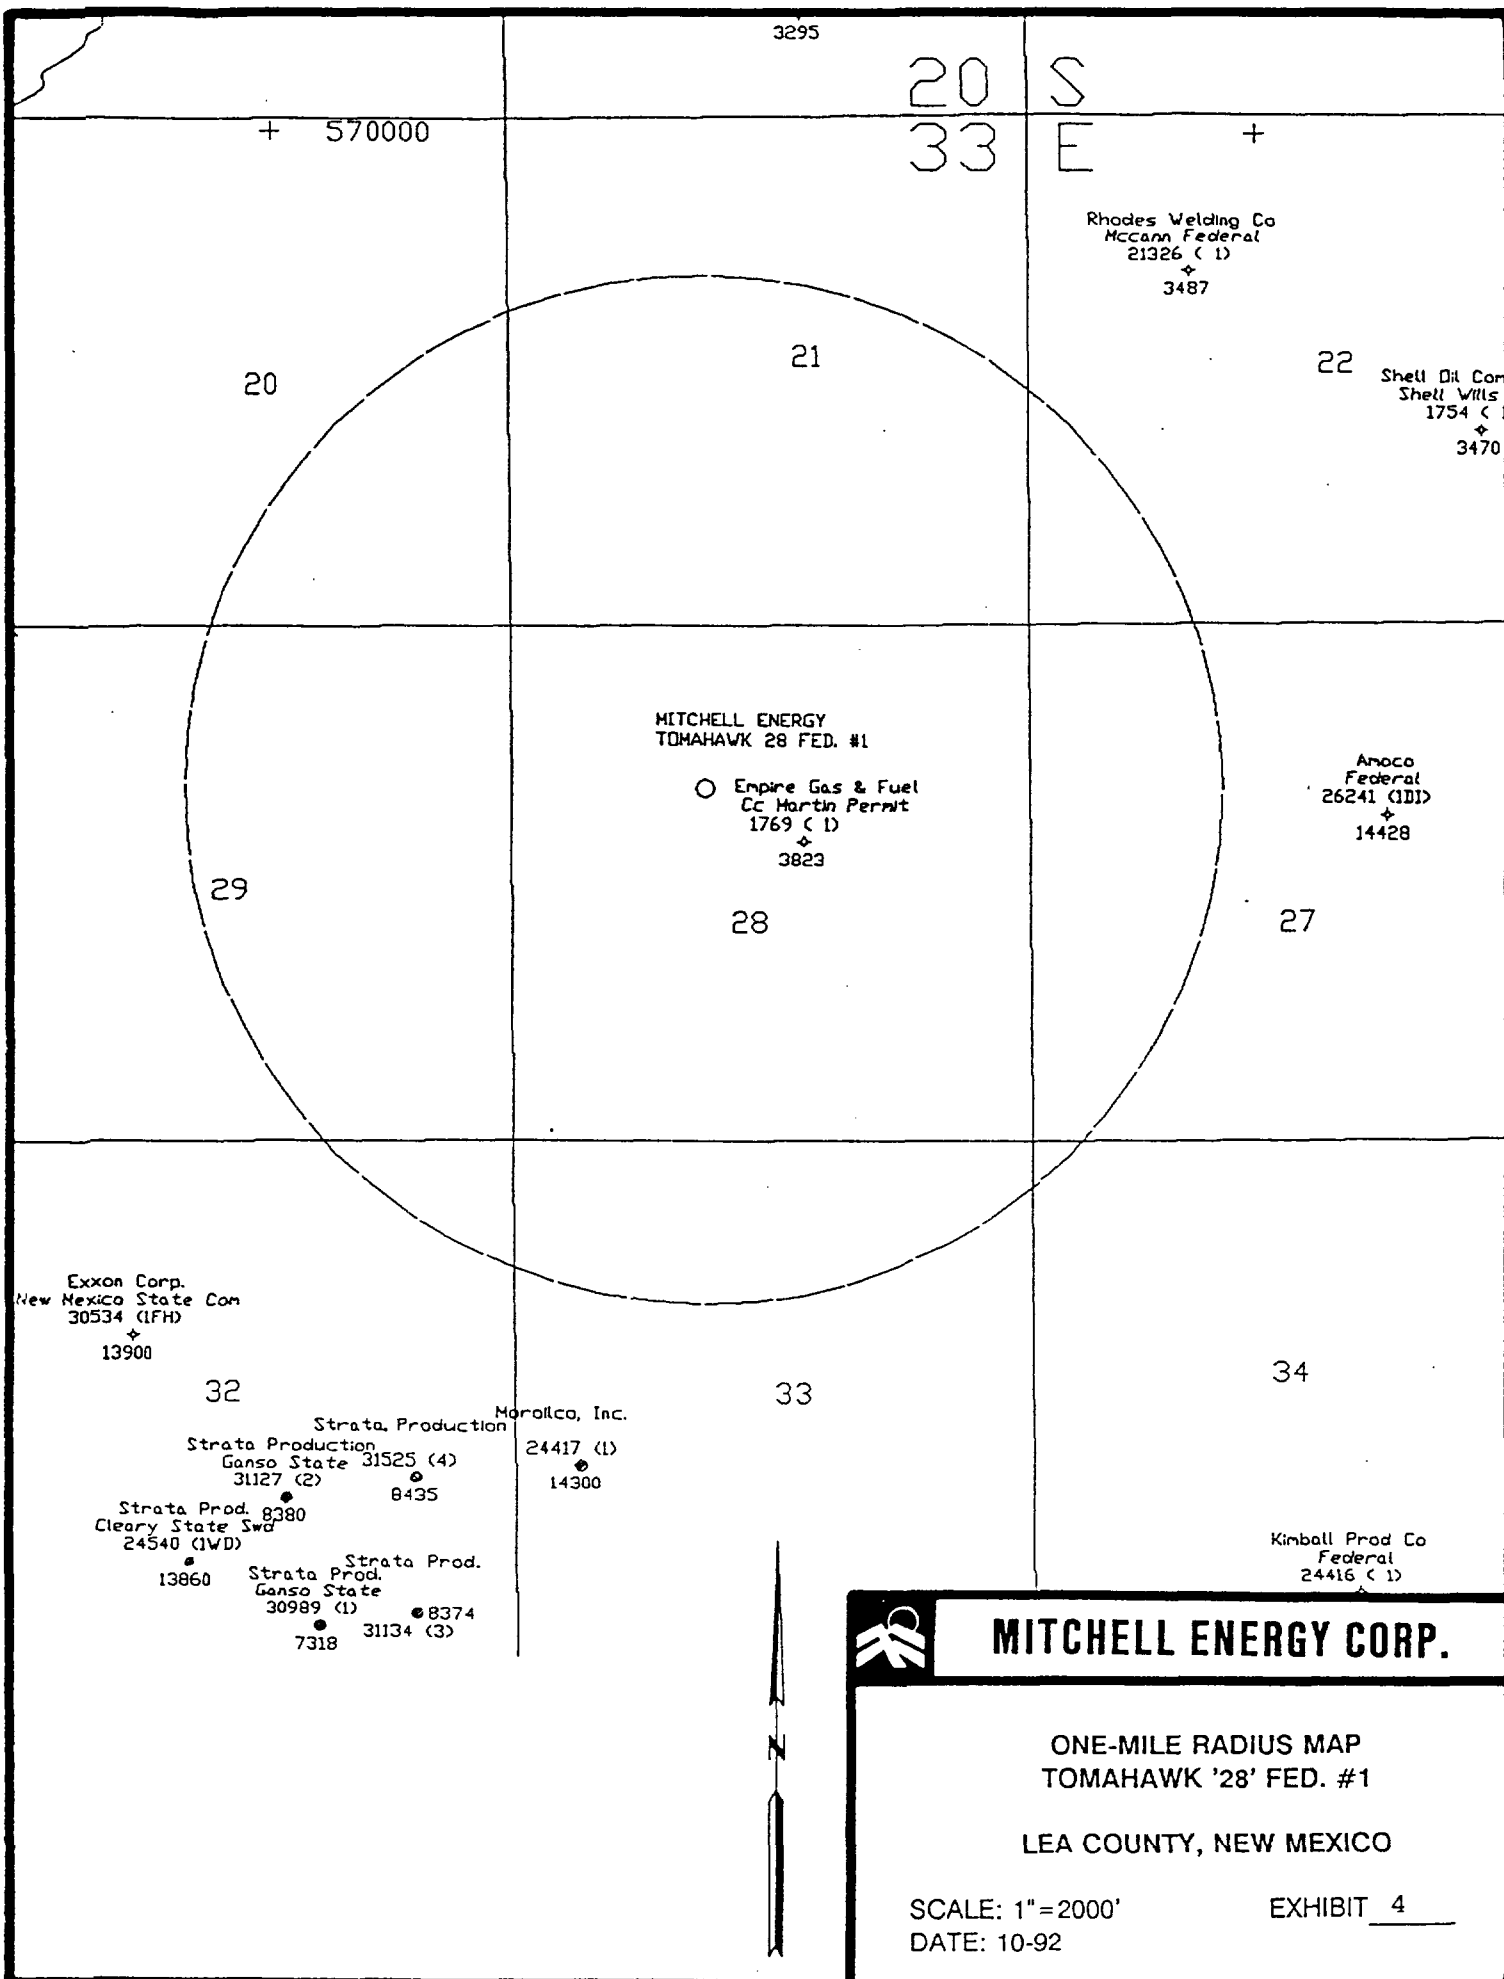 3295
20 S
33 E
+ 570000
+
Rhodes Welding Co
Mccann Federal
21326 ( 1)
3487
20
21
22
Shell Oil Com
Shell Wills
1754 ( 1
3470
MITCHELL ENERGY
TOMAHAWK 28 FED. #1
Empire Gas & Fuel
Cc Martin Permit
1769 ( 1)
3823
Amoco
Federal
26241 (1DI)
14428
29
28
27
Exxon Corp.
New Mexico State Com
30534 (1FH)
13900
32
33
34
Strata Production
31525 (4)
8435
Moroilco, Inc.
24417 (1)
14300
Strata Production
Ganso State
31127 (2)
8380
Strata Prod.
Cleary State Swd
24540 (1WD)
13860
Strata Prod.
Ganso State
30989 (1)
7318
Strata Prod.
8374
31134 (3)
Kimball Prod Co
Federal
24416 ( 1)
N
MITCHELL ENERGY CORP.
ONE-MILE RADIUS MAP
TOMAHAWK '28' FED. #1
LEA COUNTY, NEW MEXICO
SCALE: 1"=2000'
EXHIBIT 4
DATE: 10-92